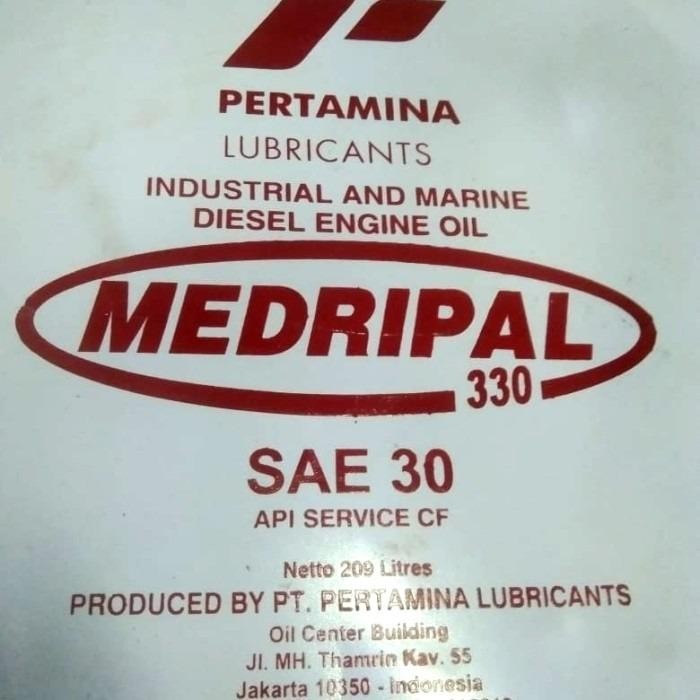 PERTAMINA
LUBRICANTS
INDUSTRIAL AND MARINE
DIESEL ENGINE OIL
MEDRIPAL
330
SAE 30
API SERVICE CF
Netto 209 Litres
PRODUCED BY PT. PERTAMINA LUBRICANTS
Oil Center Building
Jl. MH. Thamrin Kav. 55
Jakarta 10350 - Indonesia